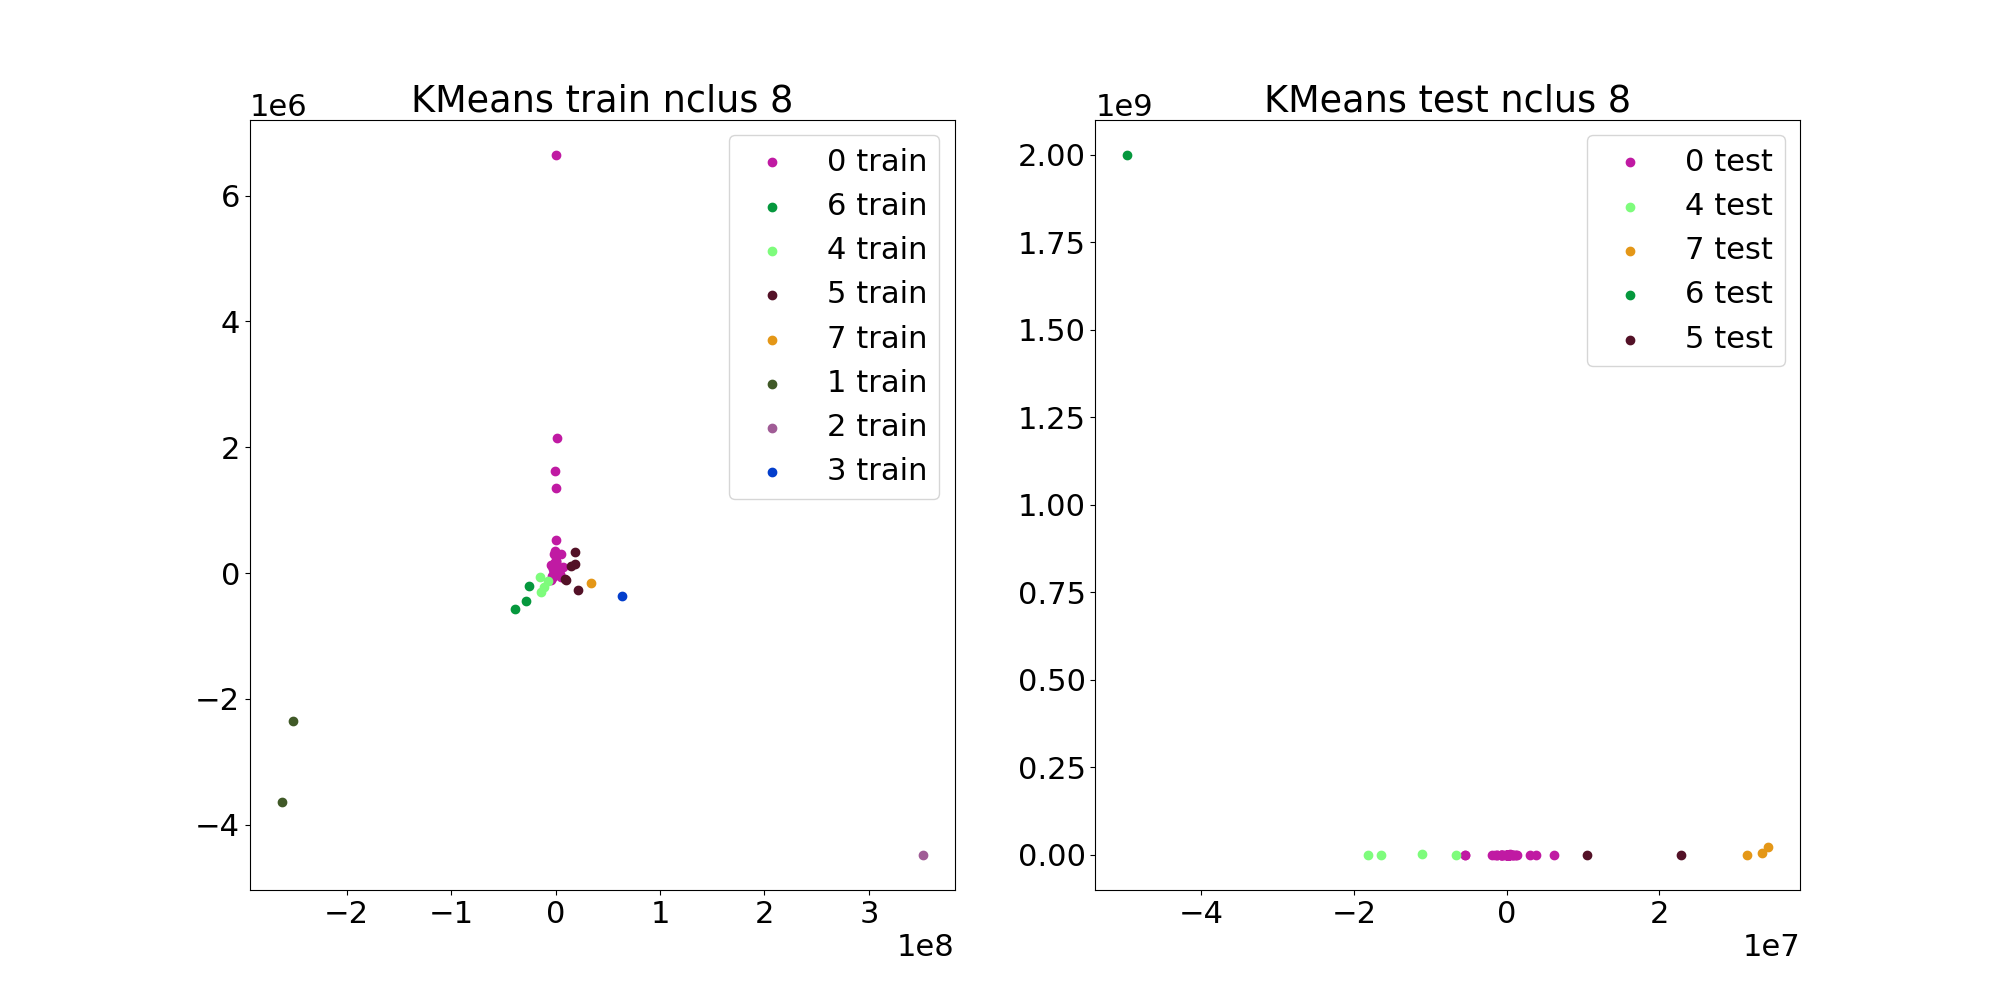 KMeans train nclus 8
1e6
0 train
6 train
4 train
5 train
7 train
1 train
2 train
3 train
6
4
2
0
−2
−4
−2
−1
0
1
2
3
1e8
KMeans test nclus 8
1e9
0 test
4 test
7 test
6 test
5 test
2.00
1.75
1.50
1.25
1.00
0.75
0.50
0.25
0.00
−4
−2
0
2
1e7